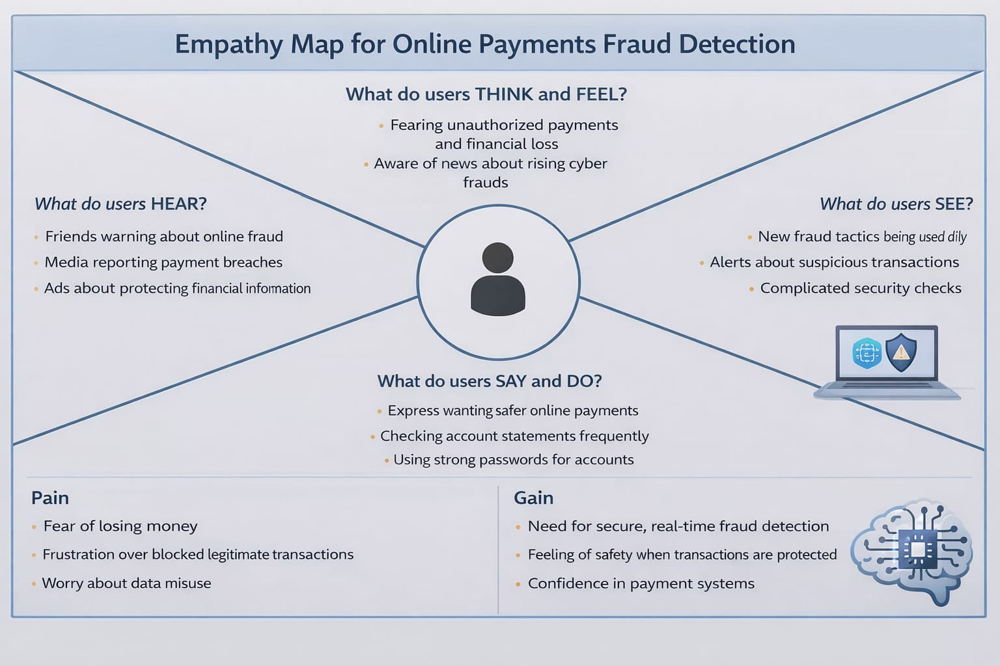 Empathy Map for Online Payments Fraud Detection
What do users THINK and FEEL?
• Fearing unauthorized payments
and financial loss
• Aware of news about rising cyber
frauds
What do users HEAR?
• Friends warning about online fraud
• Media reporting payment breaches
• Ads about protecting financial information
What do users SEE?
• New fraud tactics being used dily
• Alerts about suspicious transactions
• Complicated security checks
What do users SAY and DO?
• Express wanting safer online payments
• Checking account statements frequently
• Using strong passwords for accounts
Pain
• Fear of losing money
• Frustration over blocked legitimate transactions
• Worry about data misuse
Gain
• Need for secure, real-time fraud detection
• Feeling of safety when transactions are protected
• Confidence in payment systems